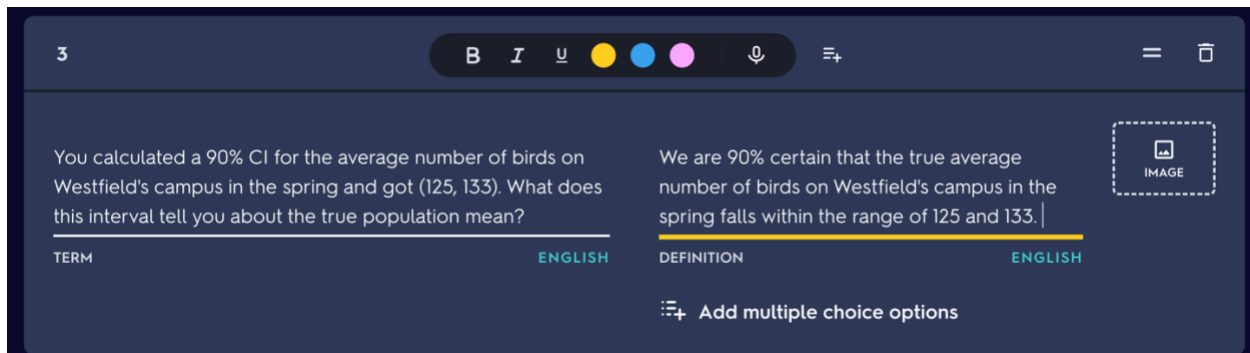 3
B I U
You calculated a 90% CI for the average number of birds on
Westfield's campus in the spring and got (125, 133). What does
this interval tell you about the true population mean?
TERM ENGLISH
We are 90% certain that the true average
number of birds on Westfield's campus in the
spring falls within the range of 125 and 133.
DEFINITION ENGLISH
Add multiple choice options
IMAGE